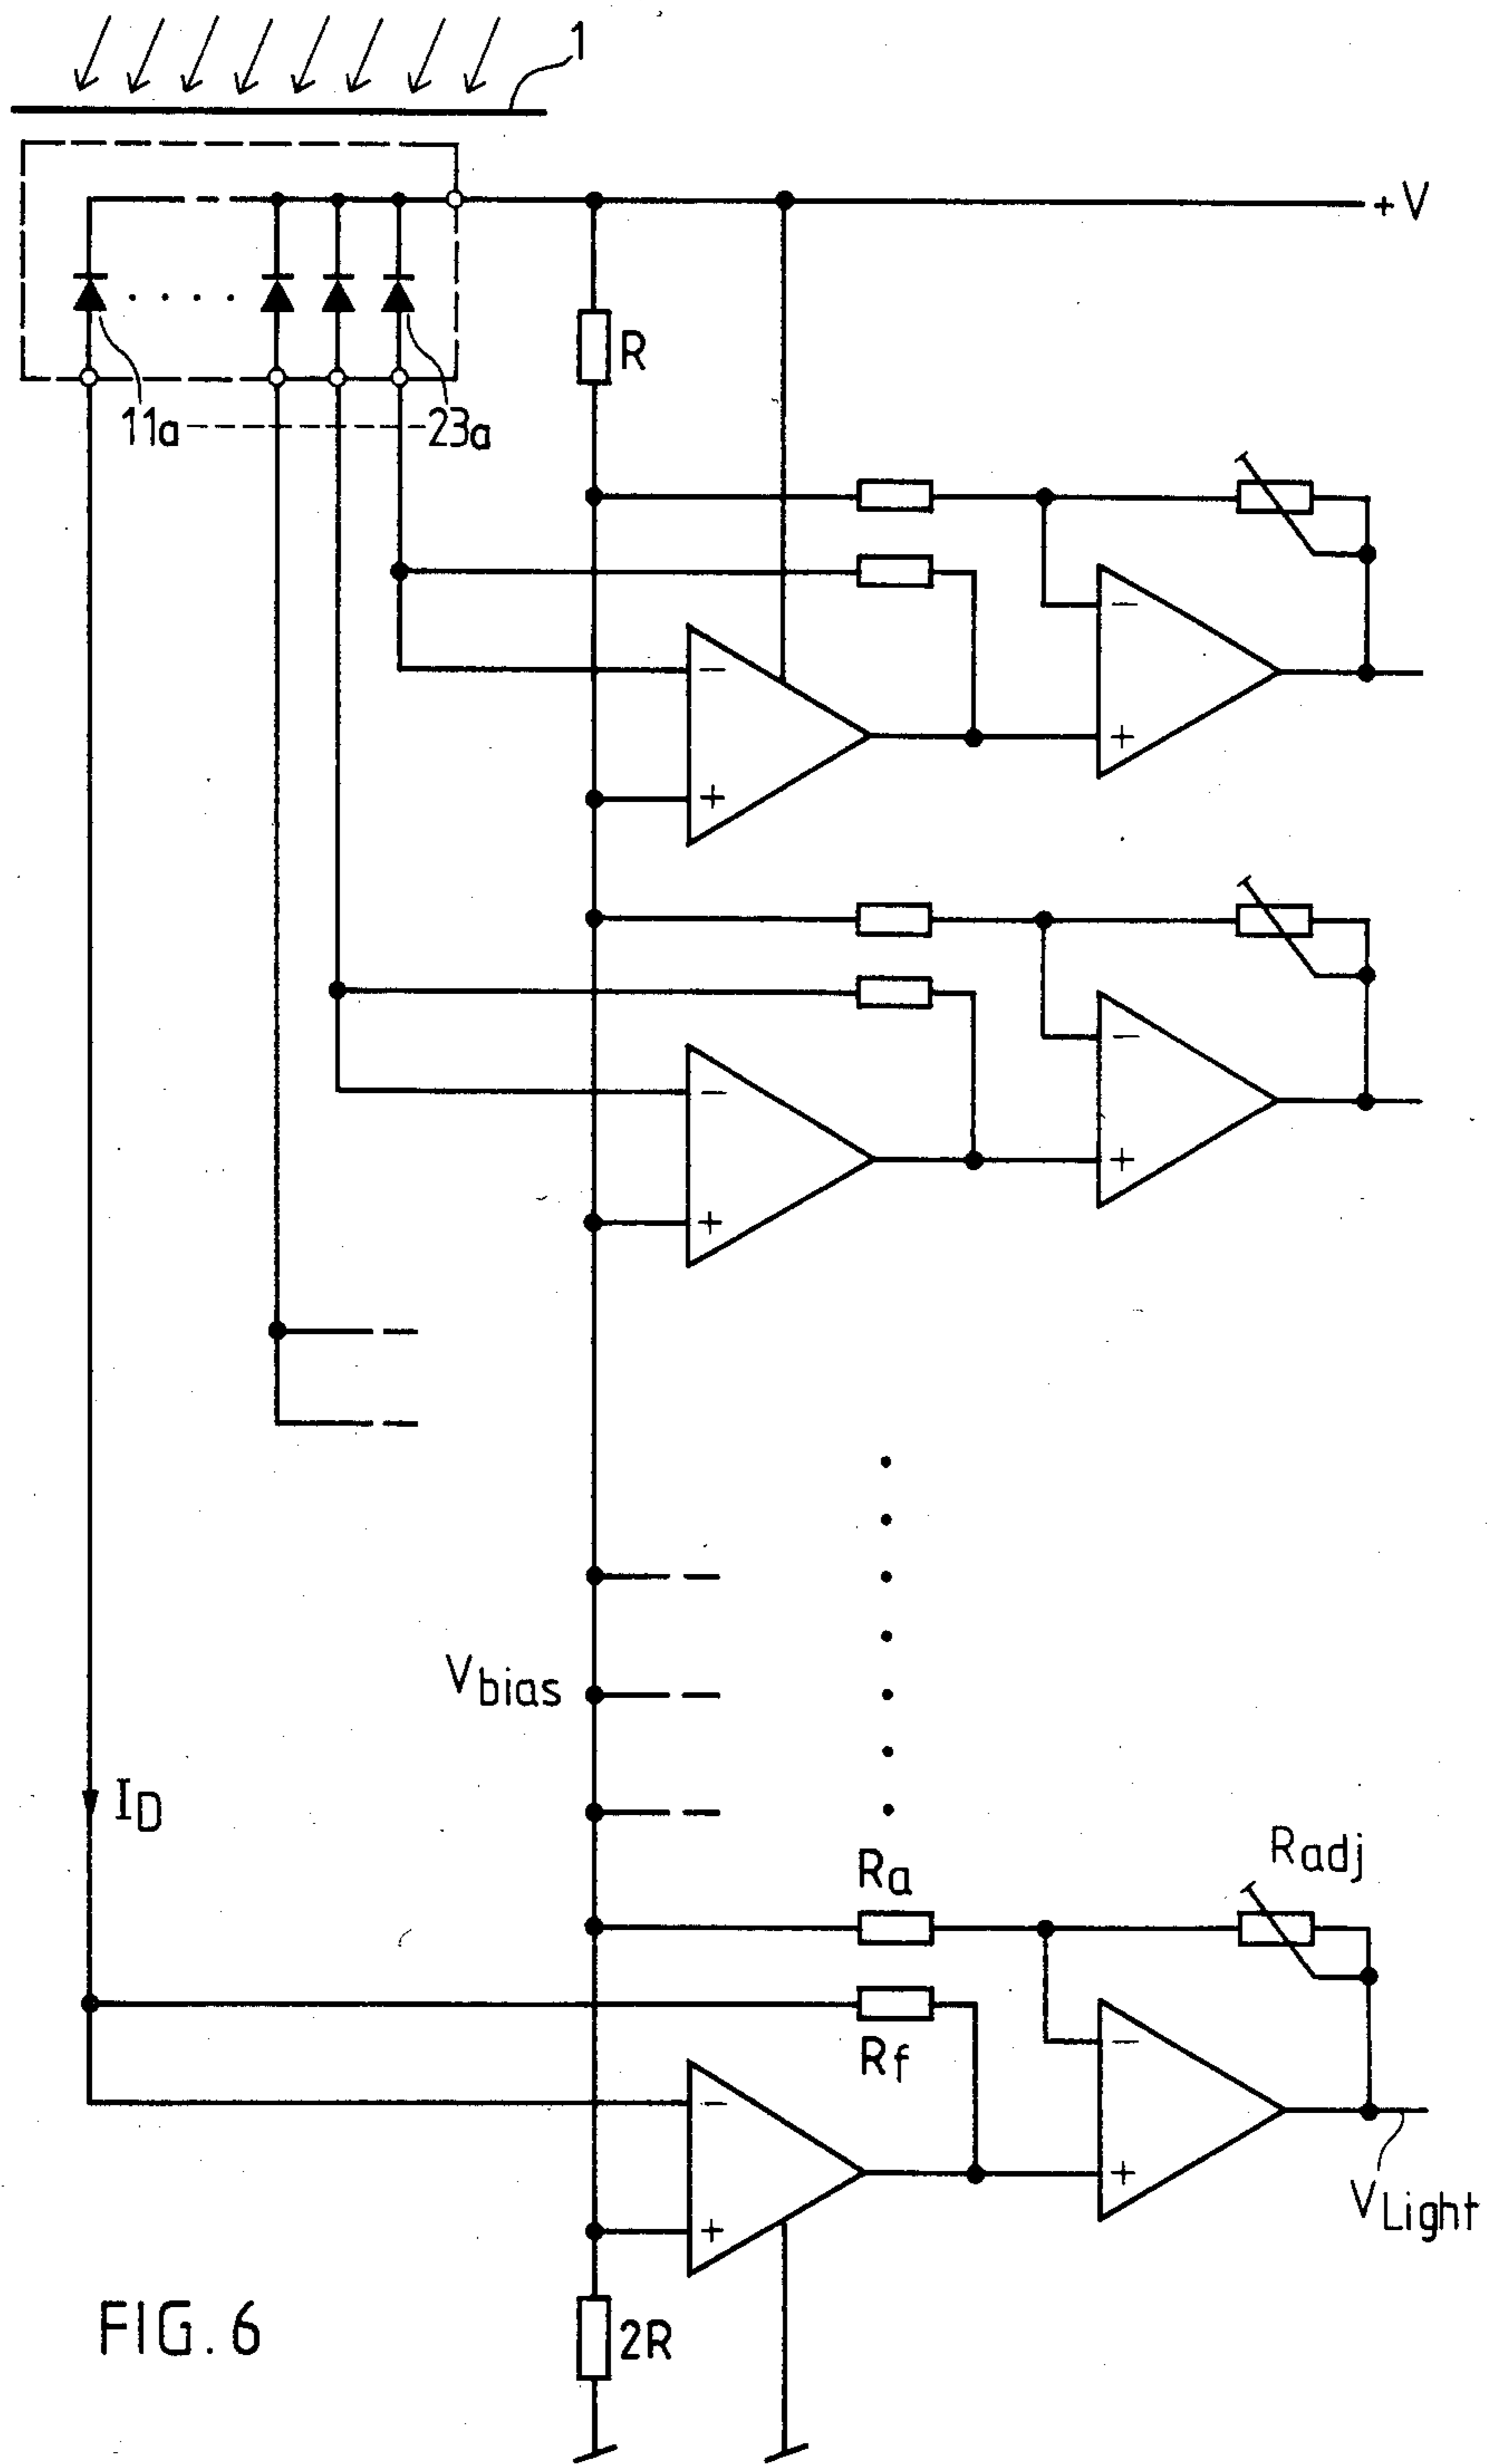 1
+V
R
11a
23a
−
+
−
+
−
+
−
+
Vbias
ID
Ra
Radj
Rf
−
+
−
+
VLight
2R
FIG. 6